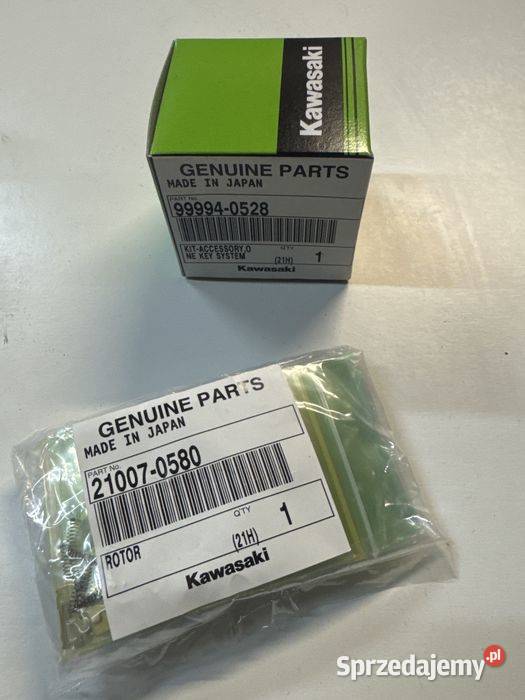 Kawasaki
GENUINE PARTS
MADE IN JAPAN
PART No.
99994-0528
KIT-ACCESSORY,O
NE KEY SYSTEM
(21H)
QTY
1
Kawasaki
GENUINE PARTS
MADE IN JAPAN
PART No.
21007-0580
QTY
1
ROTOR
(21H)
Kawasaki
Sprzedajemy.pl